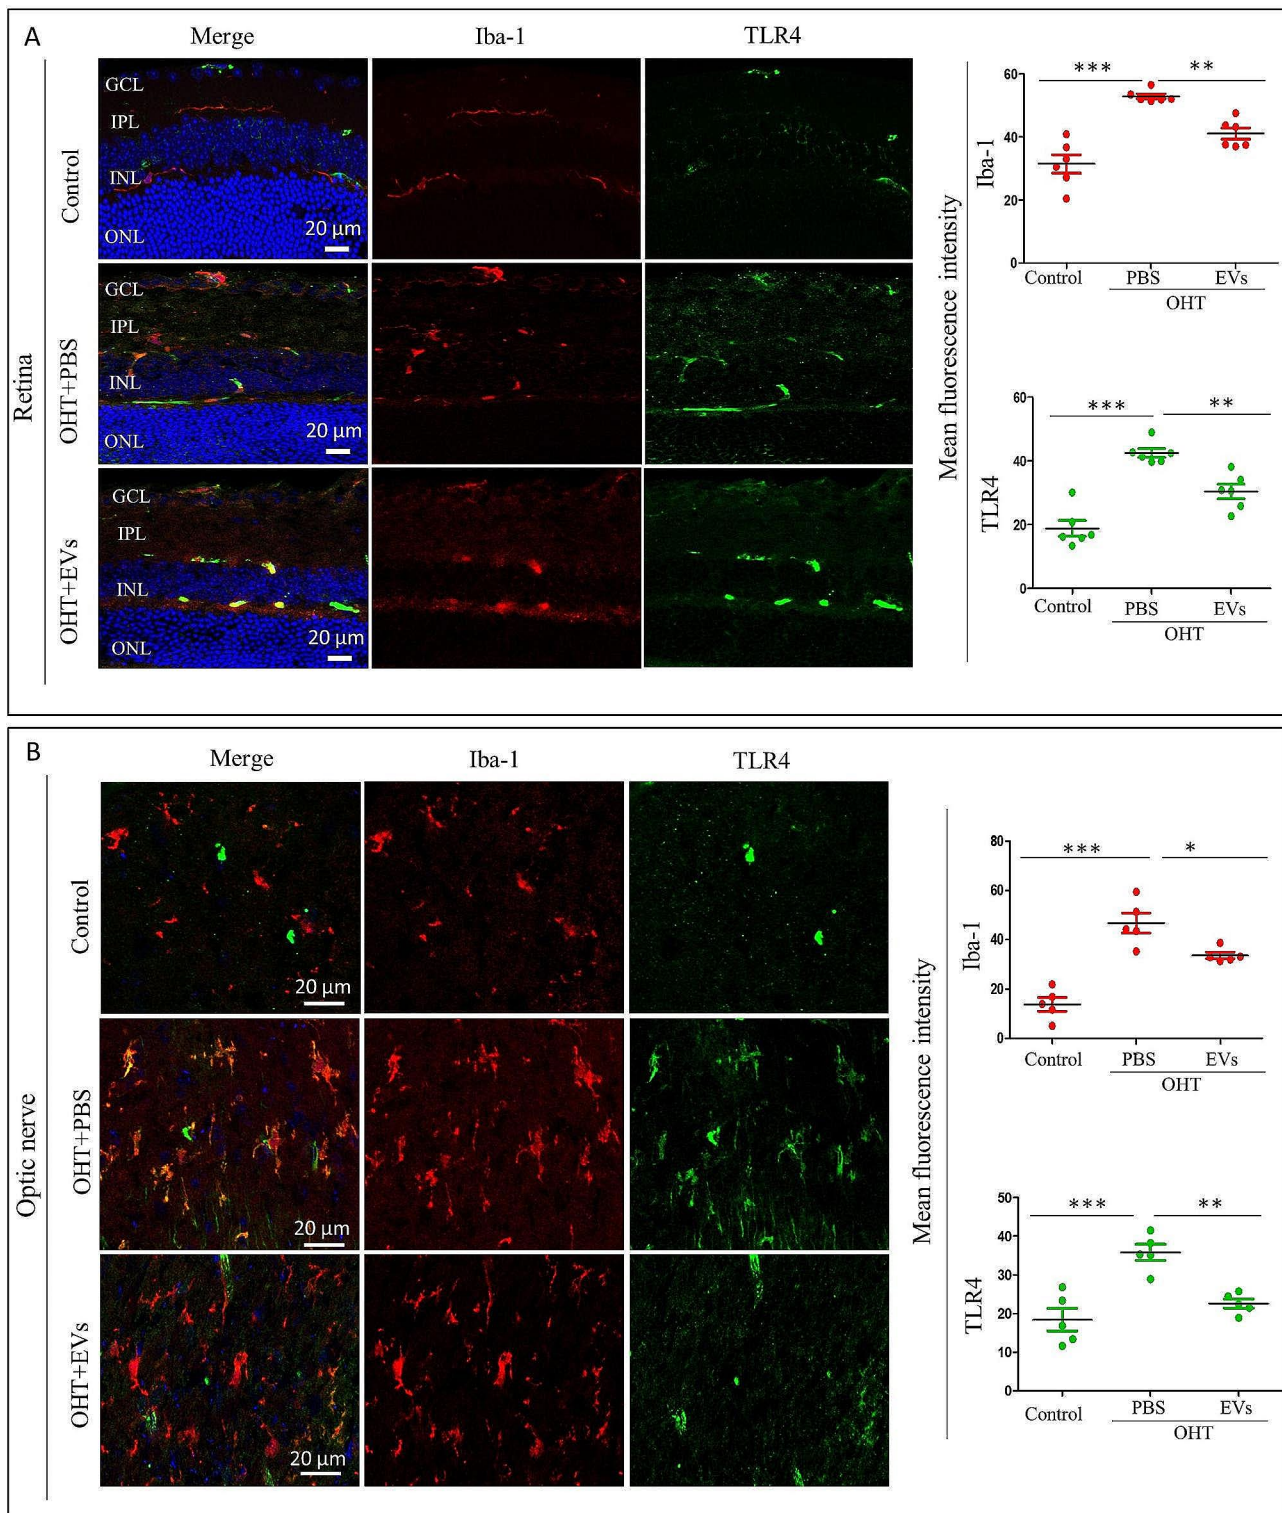 A
Merge
Iba-1
TLR4
Retina
Control
GCL
IPL
INL
ONL
20 µm
OHT+PBS
GCL
IPL
INL
ONL
20 µm
OHT+EVs
GCL
IPL
INL
ONL
20 µm
Mean fluorescence intensity
Iba-1
***
**
60
40
20
0
Control
PBS
EVs
OHT
TLR4
***
**
60
40
20
0
Control
PBS
EVs
OHT
B
Merge
Iba-1
TLR4
Optic nerve
Control
20 µm
OHT+PBS
20 µm
OHT+EVs
20 µm
Mean fluorescence intensity
Iba-1
***
*
80
60
40
20
0
Control
PBS
EVs
OHT
TLR4
***
**
50
40
30
20
10
0
Control
PBS
EVs
OHT